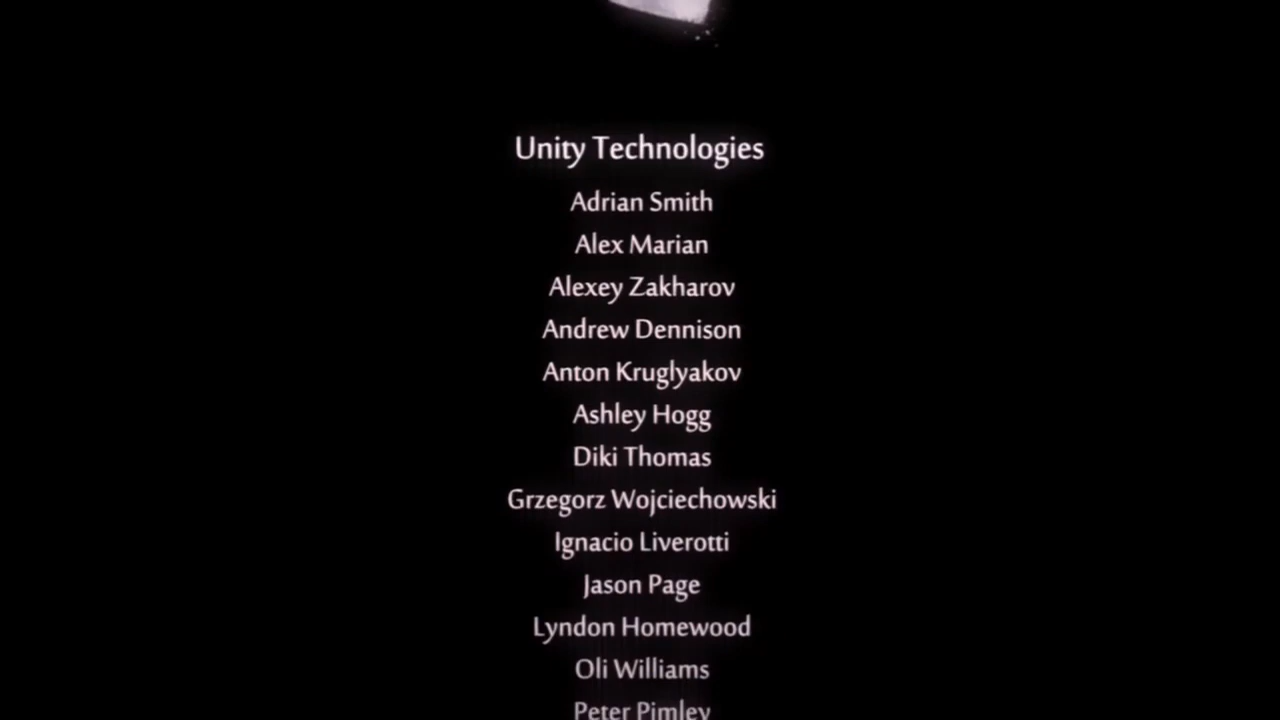 Unity Technologies
Adrian Smith
Alex Marian
Alexey Zakharov
Andrew Dennison
Anton Kruglyakov
Ashley Hogg
Diki Thomas
Grzegorz Wojciechowski
Ignacio Liverotti
Jason Page
Lyndon Homewood
Oli Williams
Peter Pimley